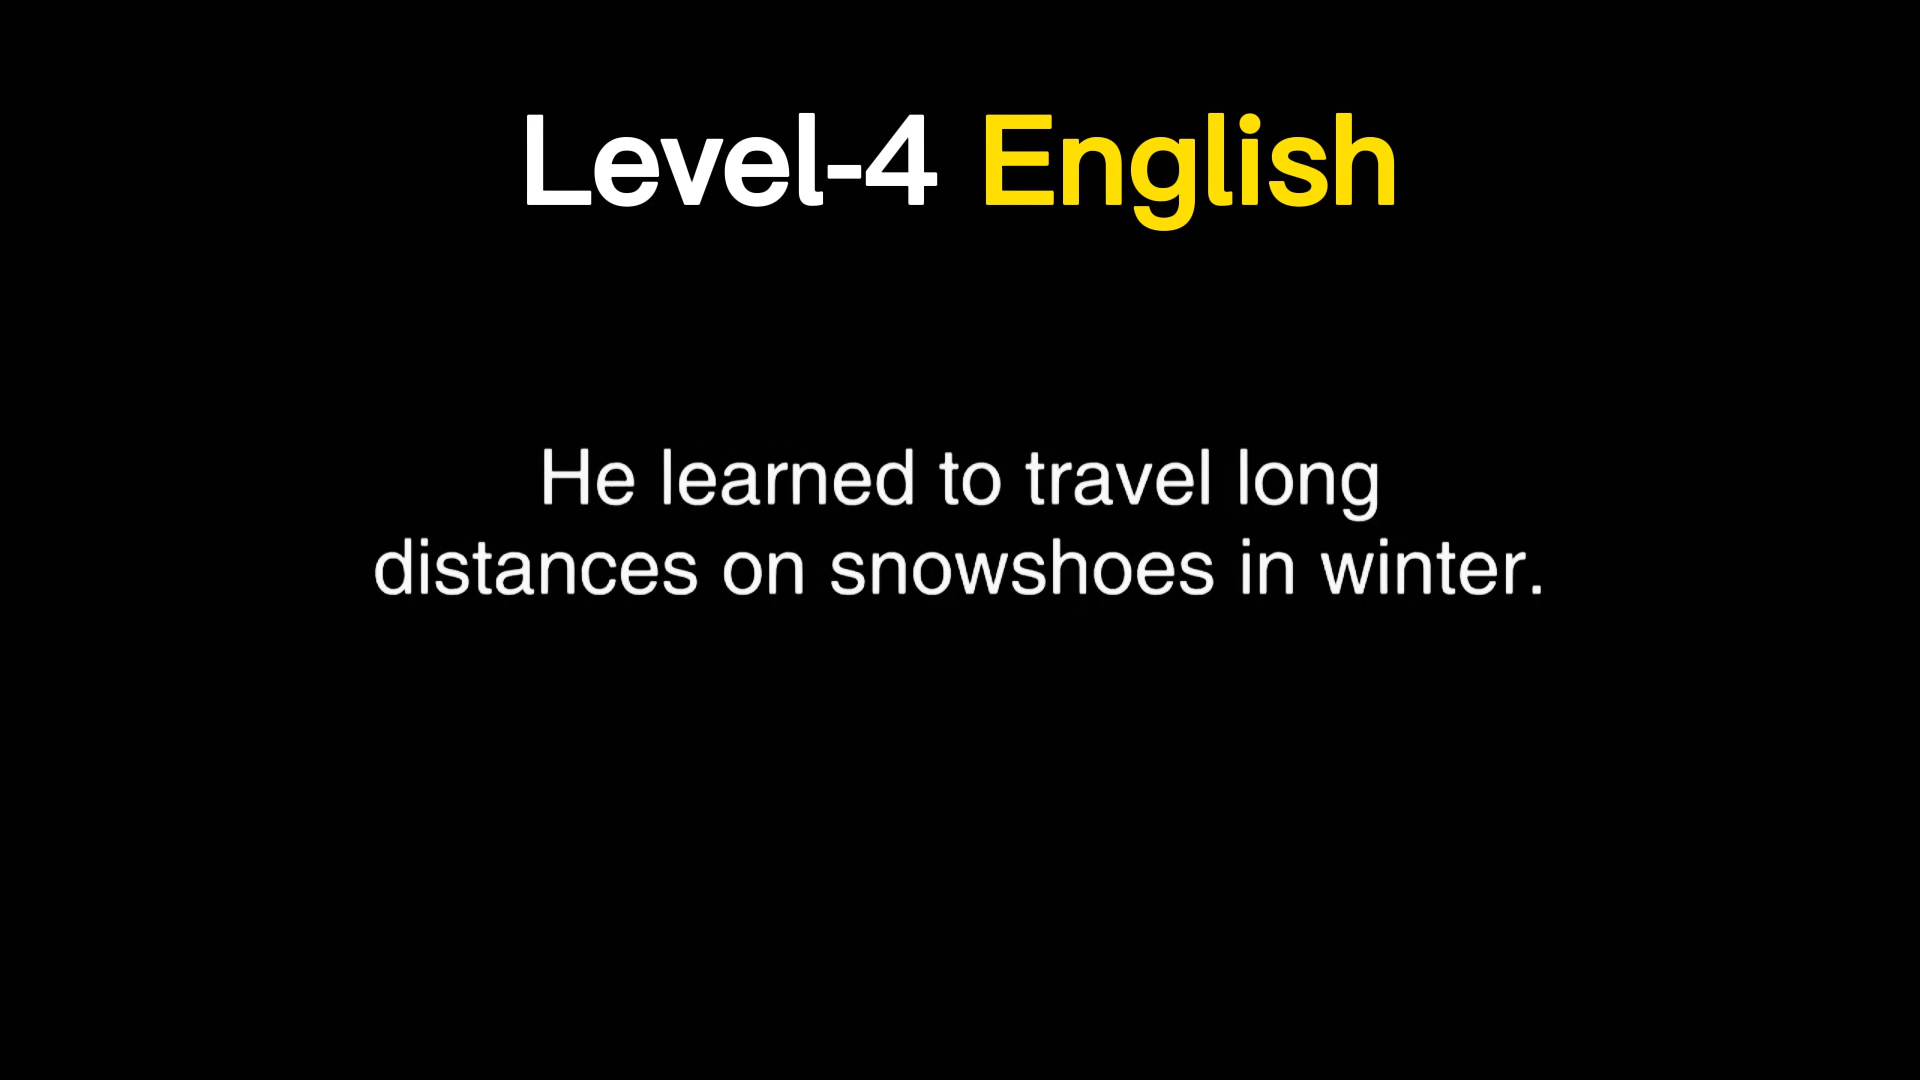 Level-4 English
He learned to travel long
distances on snowshoes in winter.